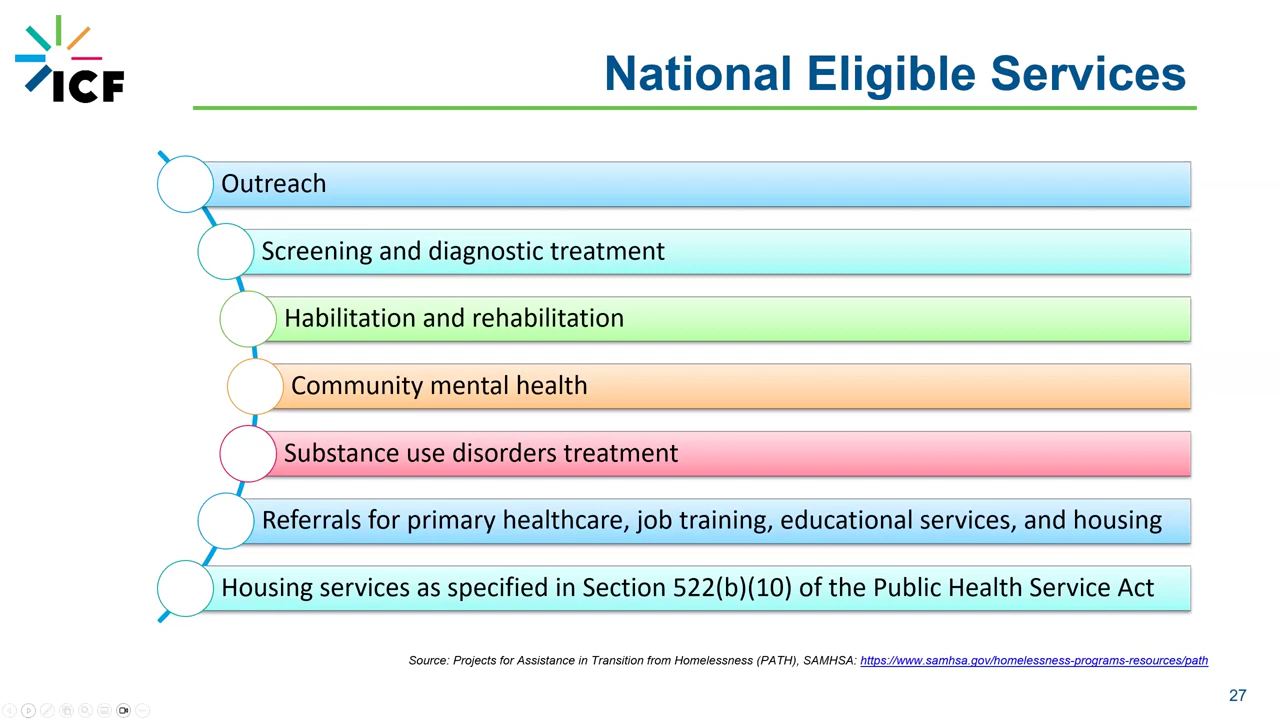 ICF
National Eligible Services
Outreach
Screening and diagnostic treatment
Habilitation and rehabilitation
Community mental health
Substance use disorders treatment
Referrals for primary healthcare, job training, educational services, and housing
Housing services as specified in Section 522(b)(10) of the Public Health Service Act
Source: Projects for Assistance in Transition from Homelessness (PATH), SAMHSA: https://www.samhsa.gov/homelessness-programs-resources/path
27